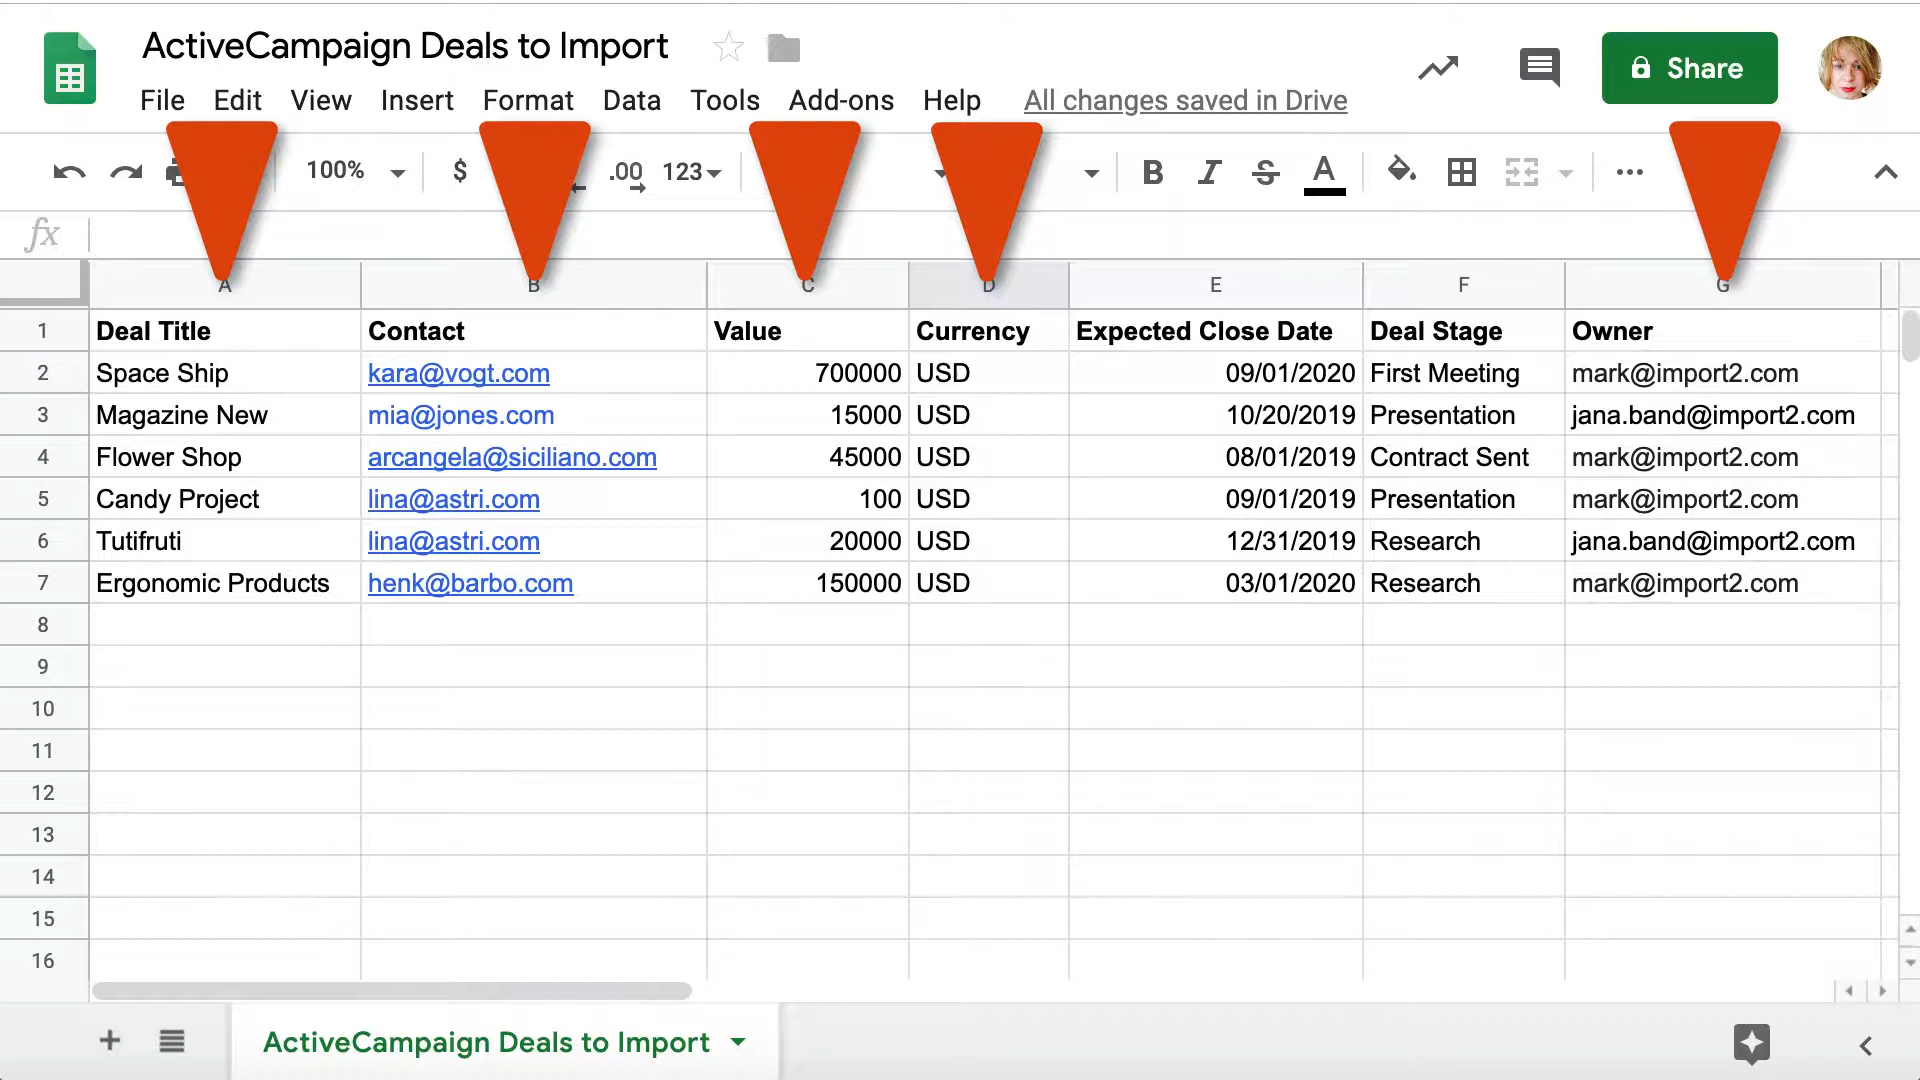 ActiveCampaign Deals to Import
File Edit View Insert Format Data Tools Add-ons Help All changes saved in Drive
Share
100% $ .00 123 B I S A
fx
A B C D E F G
1 Deal Title Contact Value Currency Expected Close Date Deal Stage Owner
2 Space Ship kara@vogt.com 700000 USD 09/01/2020 First Meeting mark@import2.com
3 Magazine New mia@jones.com 15000 USD 10/20/2019 Presentation jana.band@import2.com
4 Flower Shop arcangela@siciliano.com 45000 USD 08/01/2019 Contract Sent mark@import2.com
5 Candy Project lina@astri.com 100 USD 09/01/2019 Presentation mark@import2.com
6 Tutifruti lina@astri.com 20000 USD 12/31/2019 Research jana.band@import2.com
7 Ergonomic Products henk@barbo.com 150000 USD 03/01/2020 Research mark@import2.com
8
9
10
11
12
13
14
15
16
ActiveCampaign Deals to Import